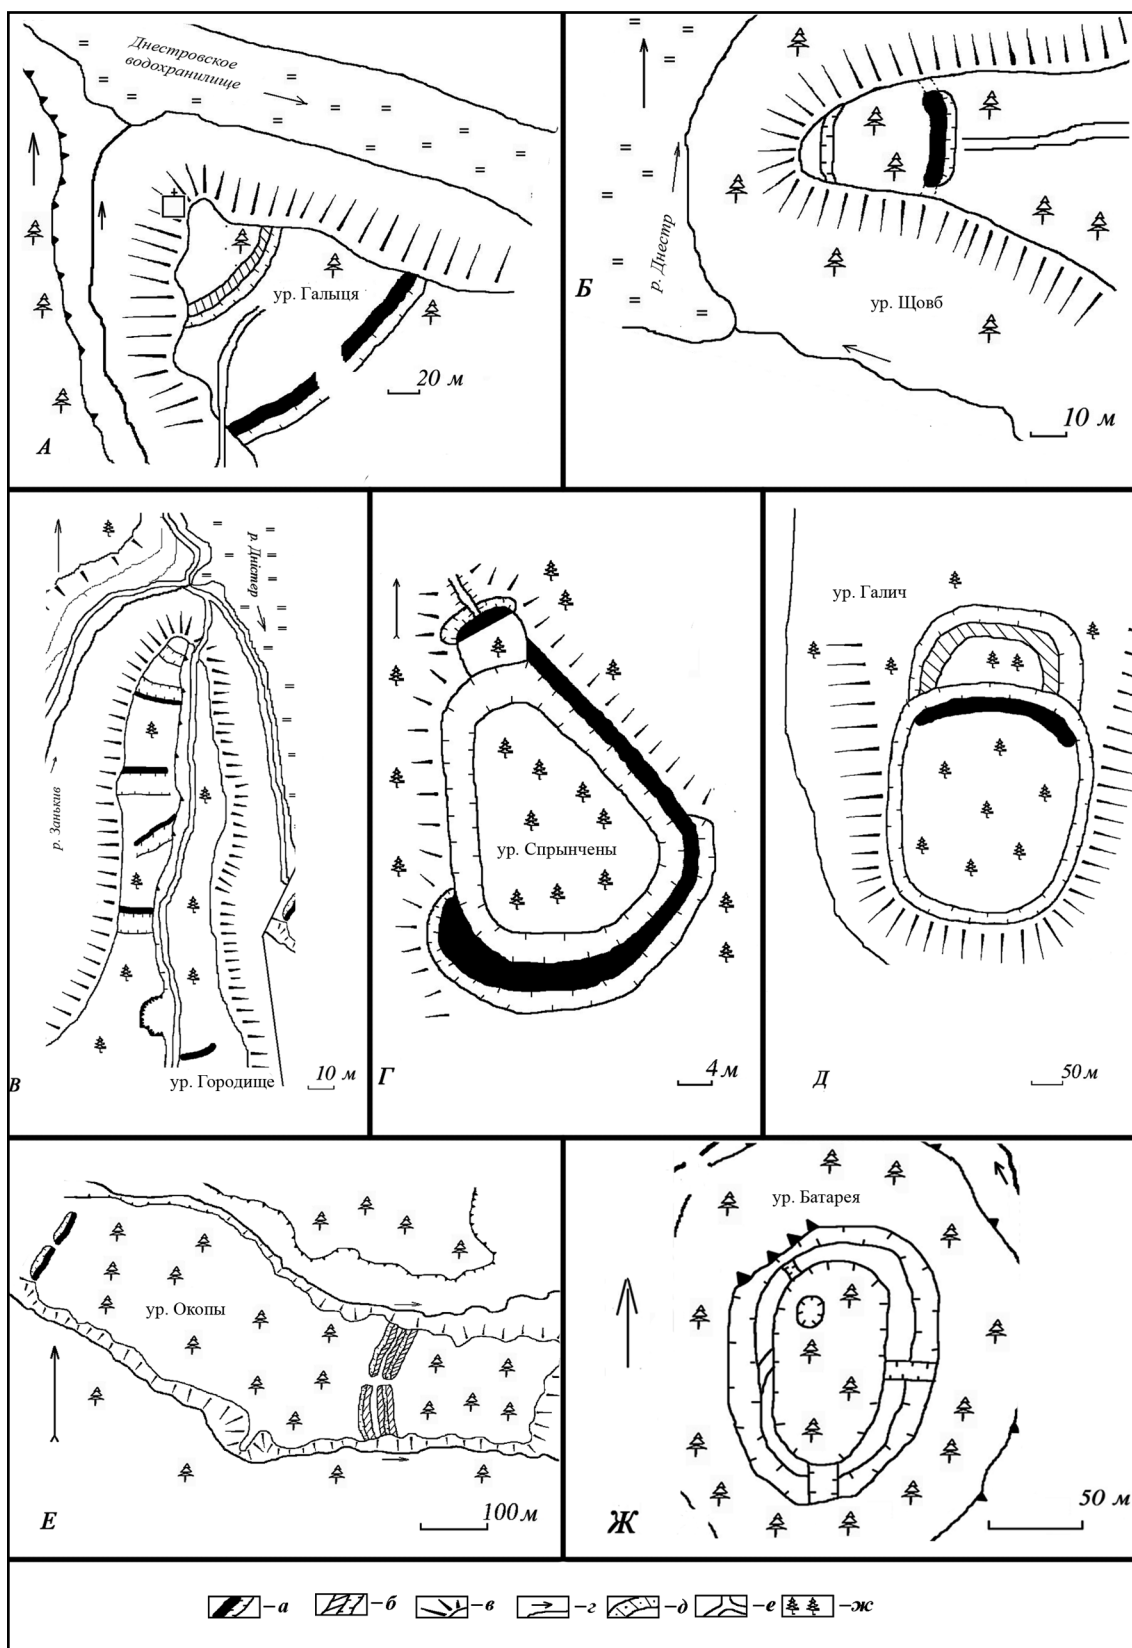 Днестровское
водохранилище
ур. Галыця
20 м
А
р. Днестр
Б
ур. Щовб
10 м
р. Дністер
р. Занькив
ур. Городище
10 м
В
ур. Спрынчены
4 м
Г
ур. Галич
50 м
Д
ур. Окопы
100 м
Е
ур. Батарея
50 м
Ж
–а –б –в –г –д –е –ж